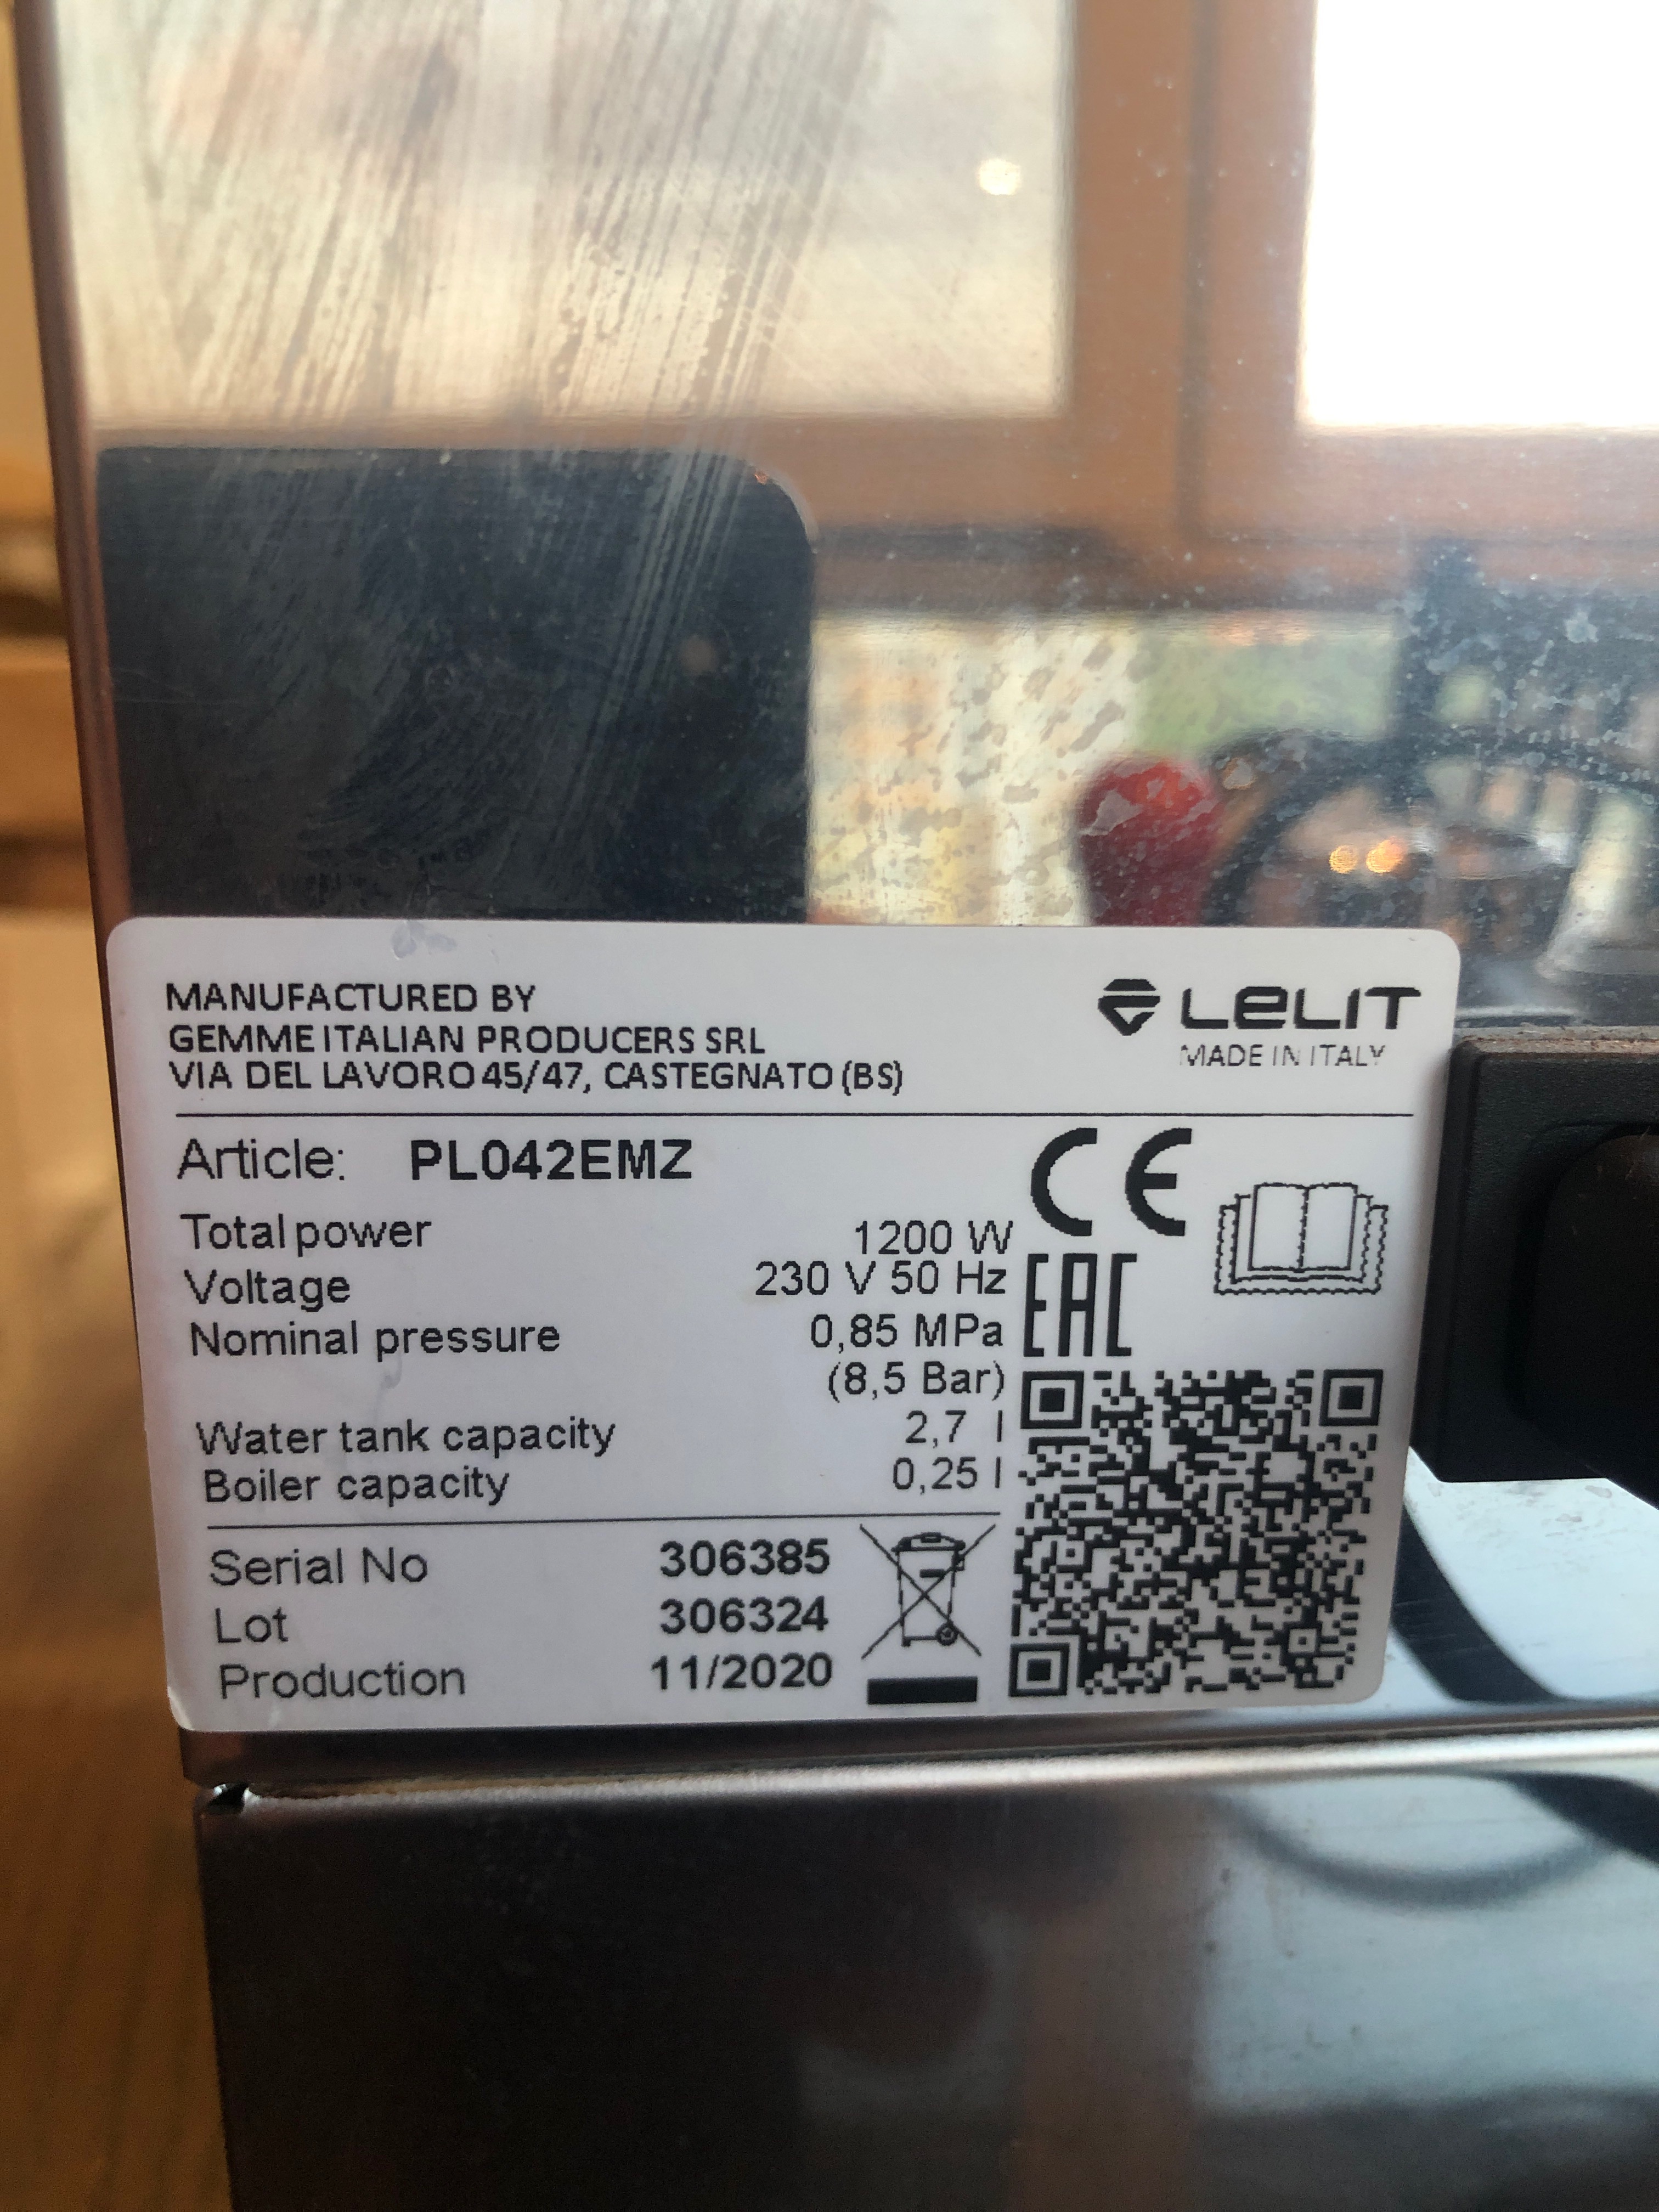 MANUFACTURED BY
GEMME ITALIAN PRODUCERS SRL
VIA DEL LAVORO 45/47, CASTEGNATO (BS)
LELIT
MADE IN ITALY
Article: PL042EMZ
CE
Total power 1200 W
Voltage 230 V 50 Hz
EAC
Nominal pressure 0,85 MPa
(8,5 Bar)
Water tank capacity 2,7 l
Boiler capacity 0,25 l
Serial No 306385
Lot 306324
Production 11/2020